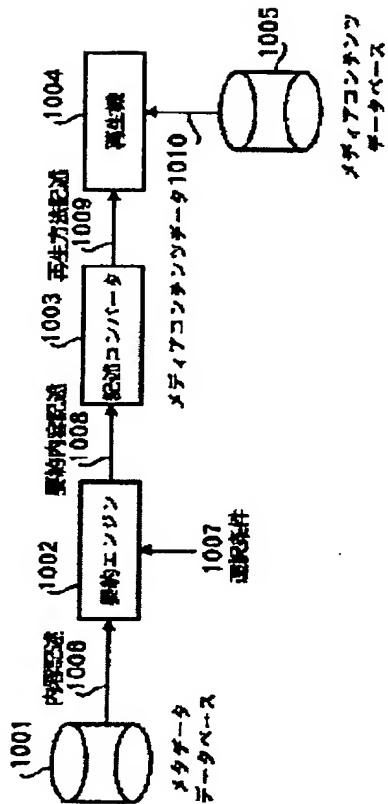 1001
メタデータ
データベース
内容記述
1006
1002
要約エンジン
1007
選択条件
要約内容記述
1008
1003
記述コンバータ
再生方法記述
1009
1004
再生機
メディアコンテンツデータ1010
1005
メディアコンテンツ
データベース